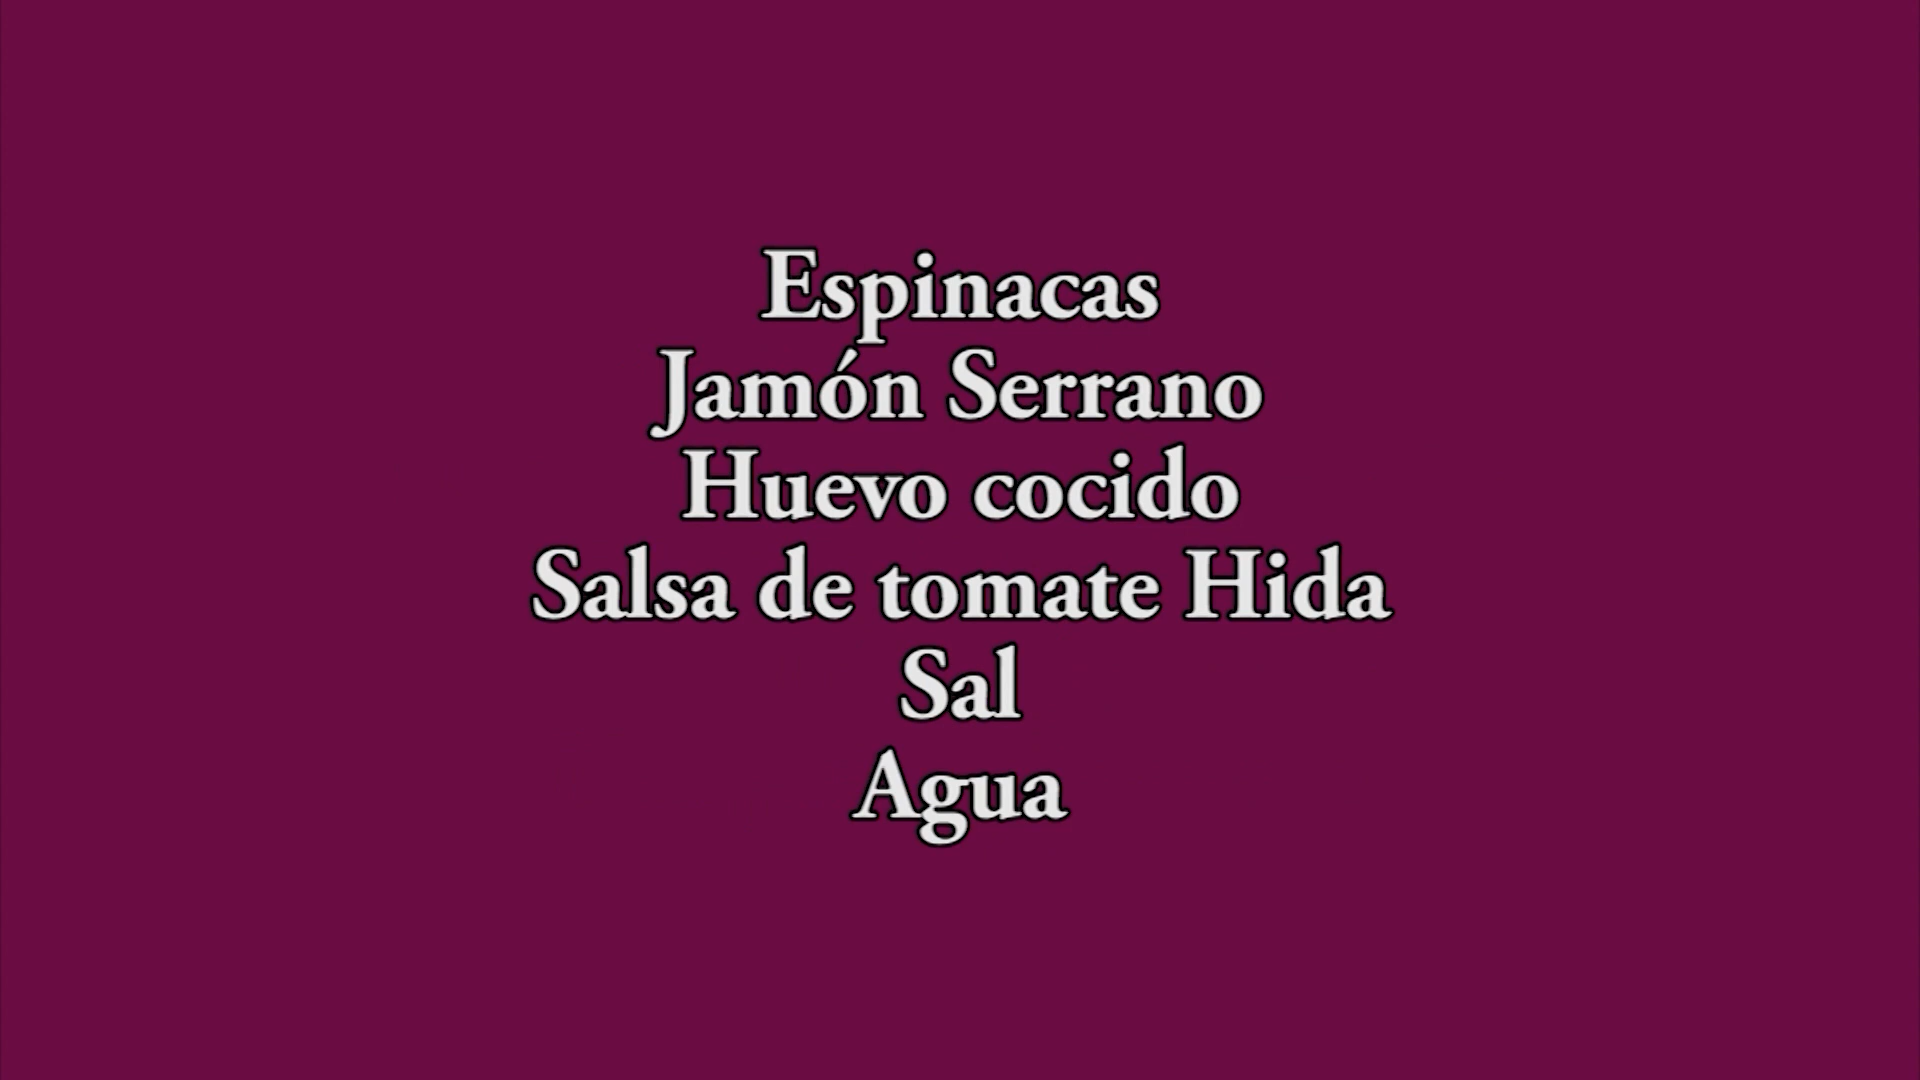 Espinacas
Jamón Serrano
Huevo cocido
Salsa de tomate Hida
Sal
Agua